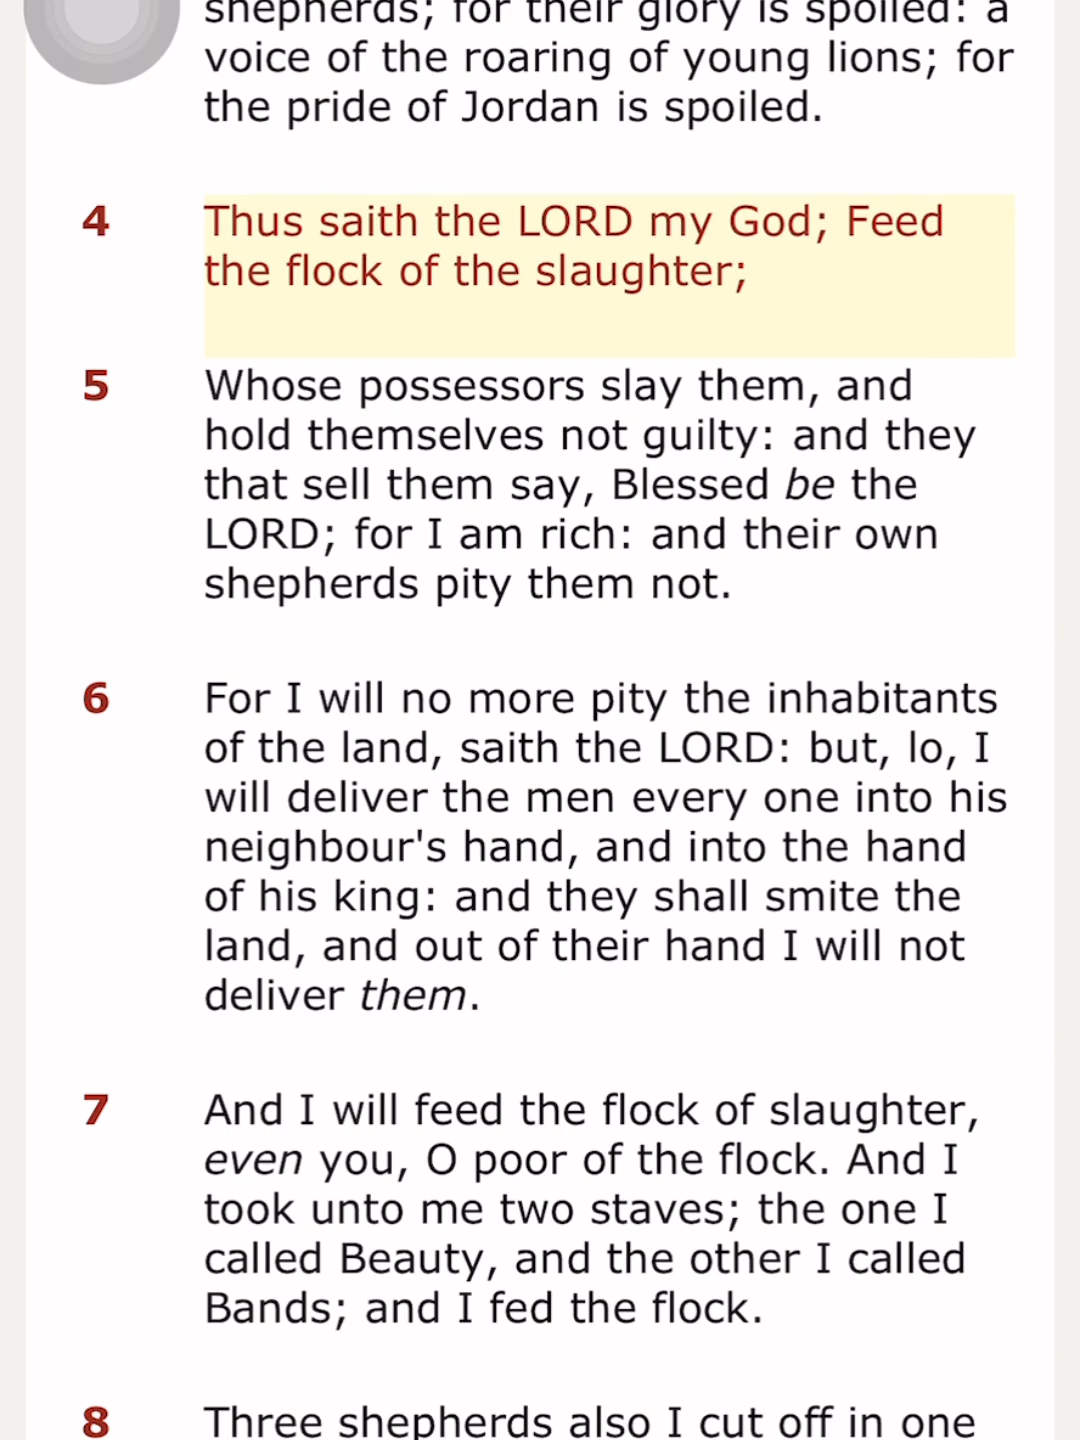 shepherds; for their glory is spoiled: a
voice of the roaring of young lions; for
the pride of Jordan is spoiled.
4 Thus saith the LORD my God; Feed
the flock of the slaughter;
5 Whose possessors slay them, and
hold themselves not guilty: and they
that sell them say, Blessed be the
LORD; for I am rich: and their own
shepherds pity them not.
6 For I will no more pity the inhabitants
of the land, saith the LORD: but, lo, I
will deliver the men every one into his
neighbour's hand, and into the hand
of his king: and they shall smite the
land, and out of their hand I will not
deliver them.
7 And I will feed the flock of slaughter,
even you, O poor of the flock. And I
took unto me two staves; the one I
called Beauty, and the other I called
Bands; and I fed the flock.
8 Three shepherds also I cut off in one